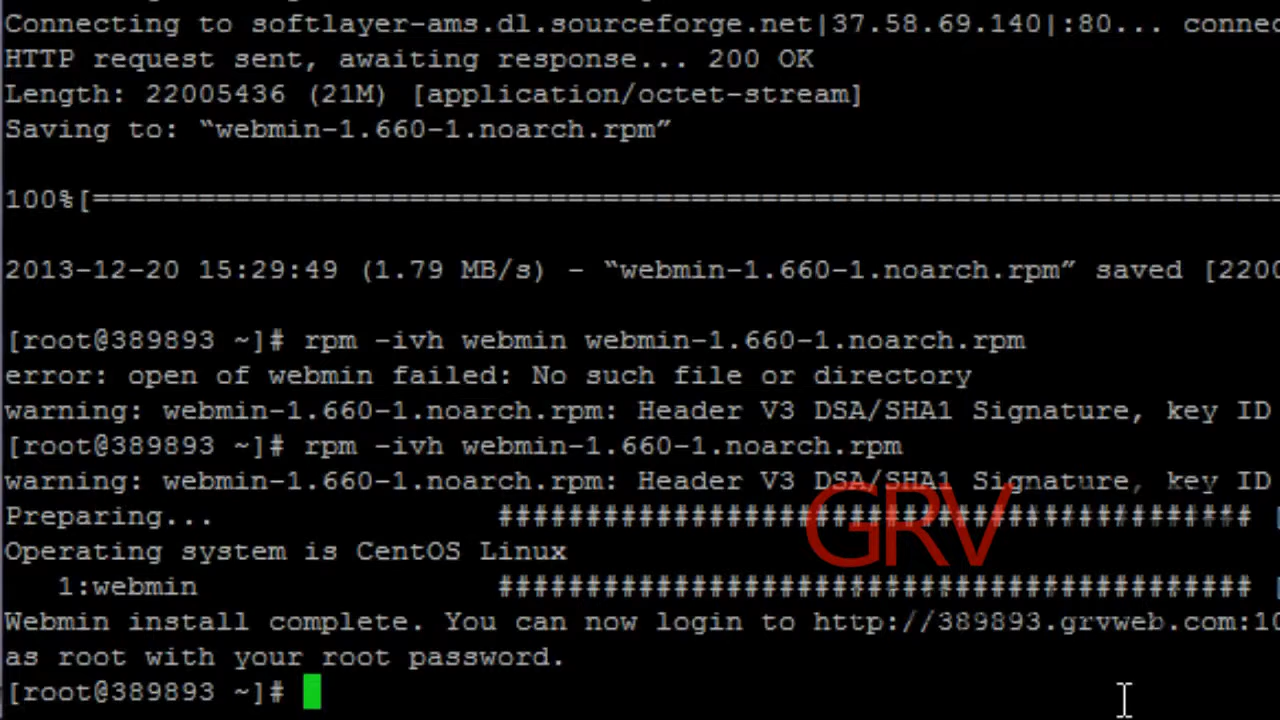 Connecting to softlayer-ams.dl.sourceforge.net|37.58.69.140|:80... connec
HTTP request sent, awaiting response... 200 OK
Length: 22005436 (21M) [application/octet-stream]
Saving to: “webmin-1.660-1.noarch.rpm”
100%[==================================================================
2013-12-20 15:29:49 (1.79 MB/s) - “webmin-1.660-1.noarch.rpm” saved [2200
[root@389893 ~]# rpm -ivh webmin webmin-1.660-1.noarch.rpm
error: open of webmin failed: No such file or directory
warning: webmin-1.660-1.noarch.rpm: Header V3 DSA/SHA1 Signature, key ID
[root@389893 ~]# rpm -ivh webmin-1.660-1.noarch.rpm
warning: webmin-1.660-1.noarch.rpm: Header V3 DSA/SHA1 Signature, key ID
Preparing... ###########################################
GRV
Operating system is CentOS Linux
1:webmin ###########################################
Webmin install complete. You can now login to http://389893.grvweb.com:10
as root with your root password.
[root@389893 ~]#